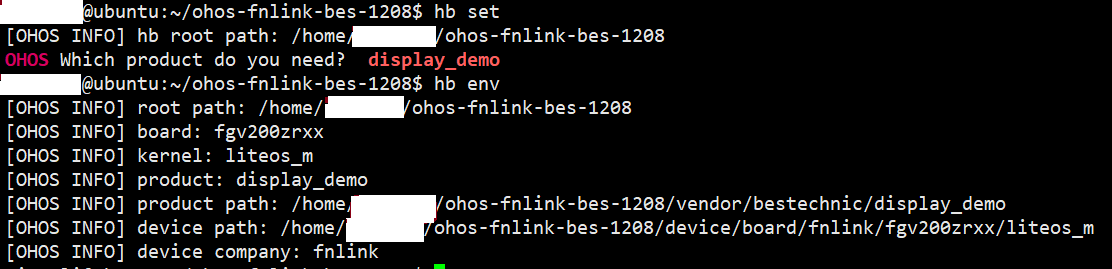 @ubuntu:~/ohos-fnlink-bes-1208$ hb set
[OHOS INFO] hb root path: /home/ /ohos-fnlink-bes-1208
OHOS Which product do you need?  display_demo
@ubuntu:~/ohos-fnlink-bes-1208$ hb env
[OHOS INFO] root path: /home/ /ohos-fnlink-bes-1208
[OHOS INFO] board: fgv200zrxx
[OHOS INFO] kernel: liteos_m
[OHOS INFO] product: display_demo
[OHOS INFO] product path: /home/ /ohos-fnlink-bes-1208/vendor/bestechnic/display_demo
[OHOS INFO] device path: /home/ /ohos-fnlink-bes-1208/device/board/fnlink/fgv200zrxx/liteos_m
[OHOS INFO] device company: fnlink